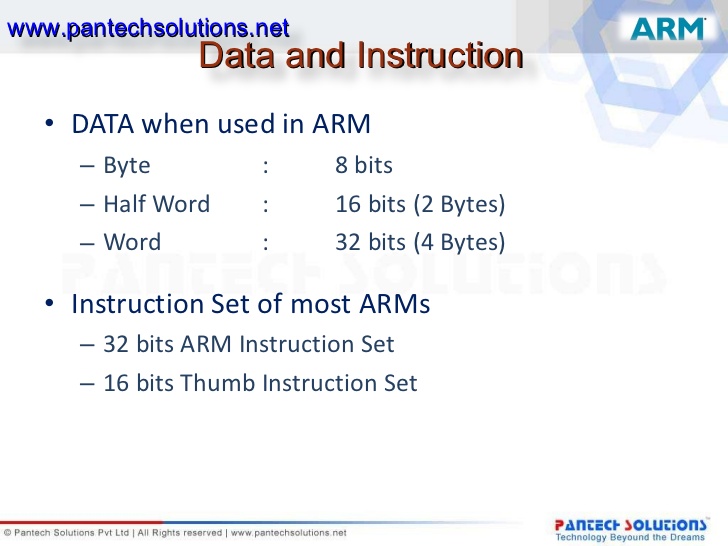 www.pantechsolutions.net
ARM
Data and Instruction
• DATA when used in ARM
– Byte : 8 bits
– Half Word : 16 bits (2 Bytes)
– Word : 32 bits (4 Bytes)
PANTECH SOLUTIONS
• Instruction Set of most ARMs
– 32 bits ARM Instruction Set
– 16 bits Thumb Instruction Set
© Pantech Solutions Pvt Ltd | All Rights reserved | www.pantechsolutions.net
PANTECH SOLUTIONS™
Technology Beyound the Dreams